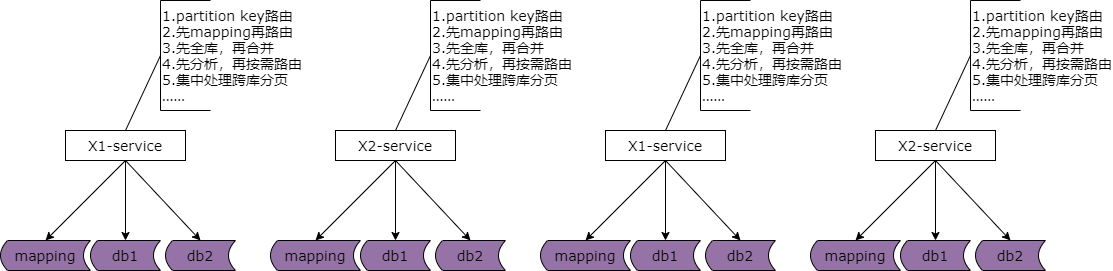 1.partition key路由
2.先mapping再路由
3.先全库，再合并
4.先分析，再按需路由
5.集中处理跨库分页
......
X1-service
mapping
db1
db2
1.partition key路由
2.先mapping再路由
3.先全库，再合并
4.先分析，再按需路由
5.集中处理跨库分页
......
X2-service
mapping
db1
db2
1.partition key路由
2.先mapping再路由
3.先全库，再合并
4.先分析，再按需路由
5.集中处理跨库分页
......
X1-service
mapping
db1
db2
1.partition key路由
2.先mapping再路由
3.先全库，再合并
4.先分析，再按需路由
5.集中处理跨库分页
......
X2-service
mapping
db1
db2